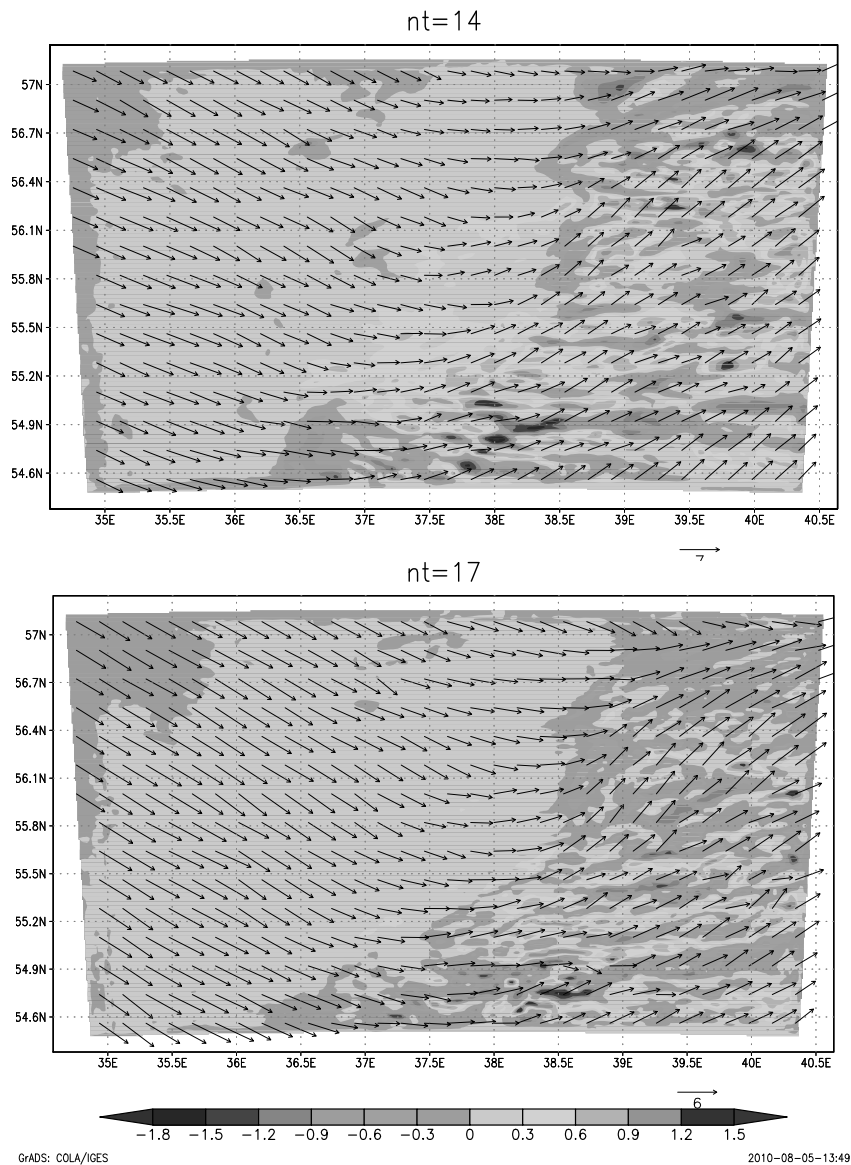 nt=14
57N
56.7N
56.4N
56.1N
55.8N
55.5N
55.2N
54.9N
54.6N
35E 35.5E 36E 36.5E 37E 37.5E 38E 38.5E 39E 39.5E 40E 40.5E
nt=17
57N
56.7N
56.4N
56.1N
55.8N
55.5N
55.2N
54.9N
54.6N
35E 35.5E 36E 36.5E 37E 37.5E 38E 38.5E 39E 39.5E 40E 40.5E
6
−1.8 −1.5 −1.2 −0.9 −0.6 −0.3 0 0.3 0.6 0.9 1.2 1.5
GrADS: COLA/IGES 2010-08-05-13:49